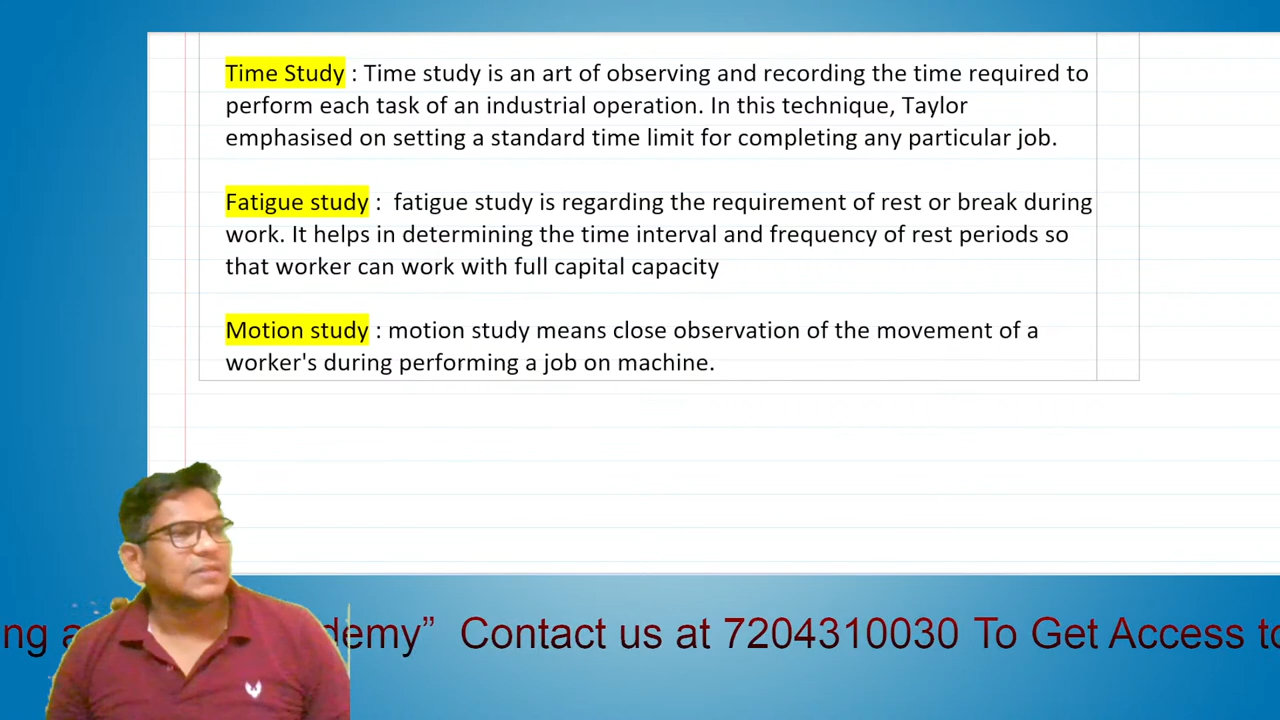 Time Study : Time study is an art of observing and recording the time required to
perform each task of an industrial operation. In this technique, Taylor
emphasised on setting a standard time limit for completing any particular job.
Fatigue study :  fatigue study is regarding the requirement of rest or break during
work. It helps in determining the time interval and frequency of rest periods so
that worker can work with full capital capacity
Motion study : motion study means close observation of the movement of a
worker's during performing a job on machine.
Contact us at 7204310030 To Get Access